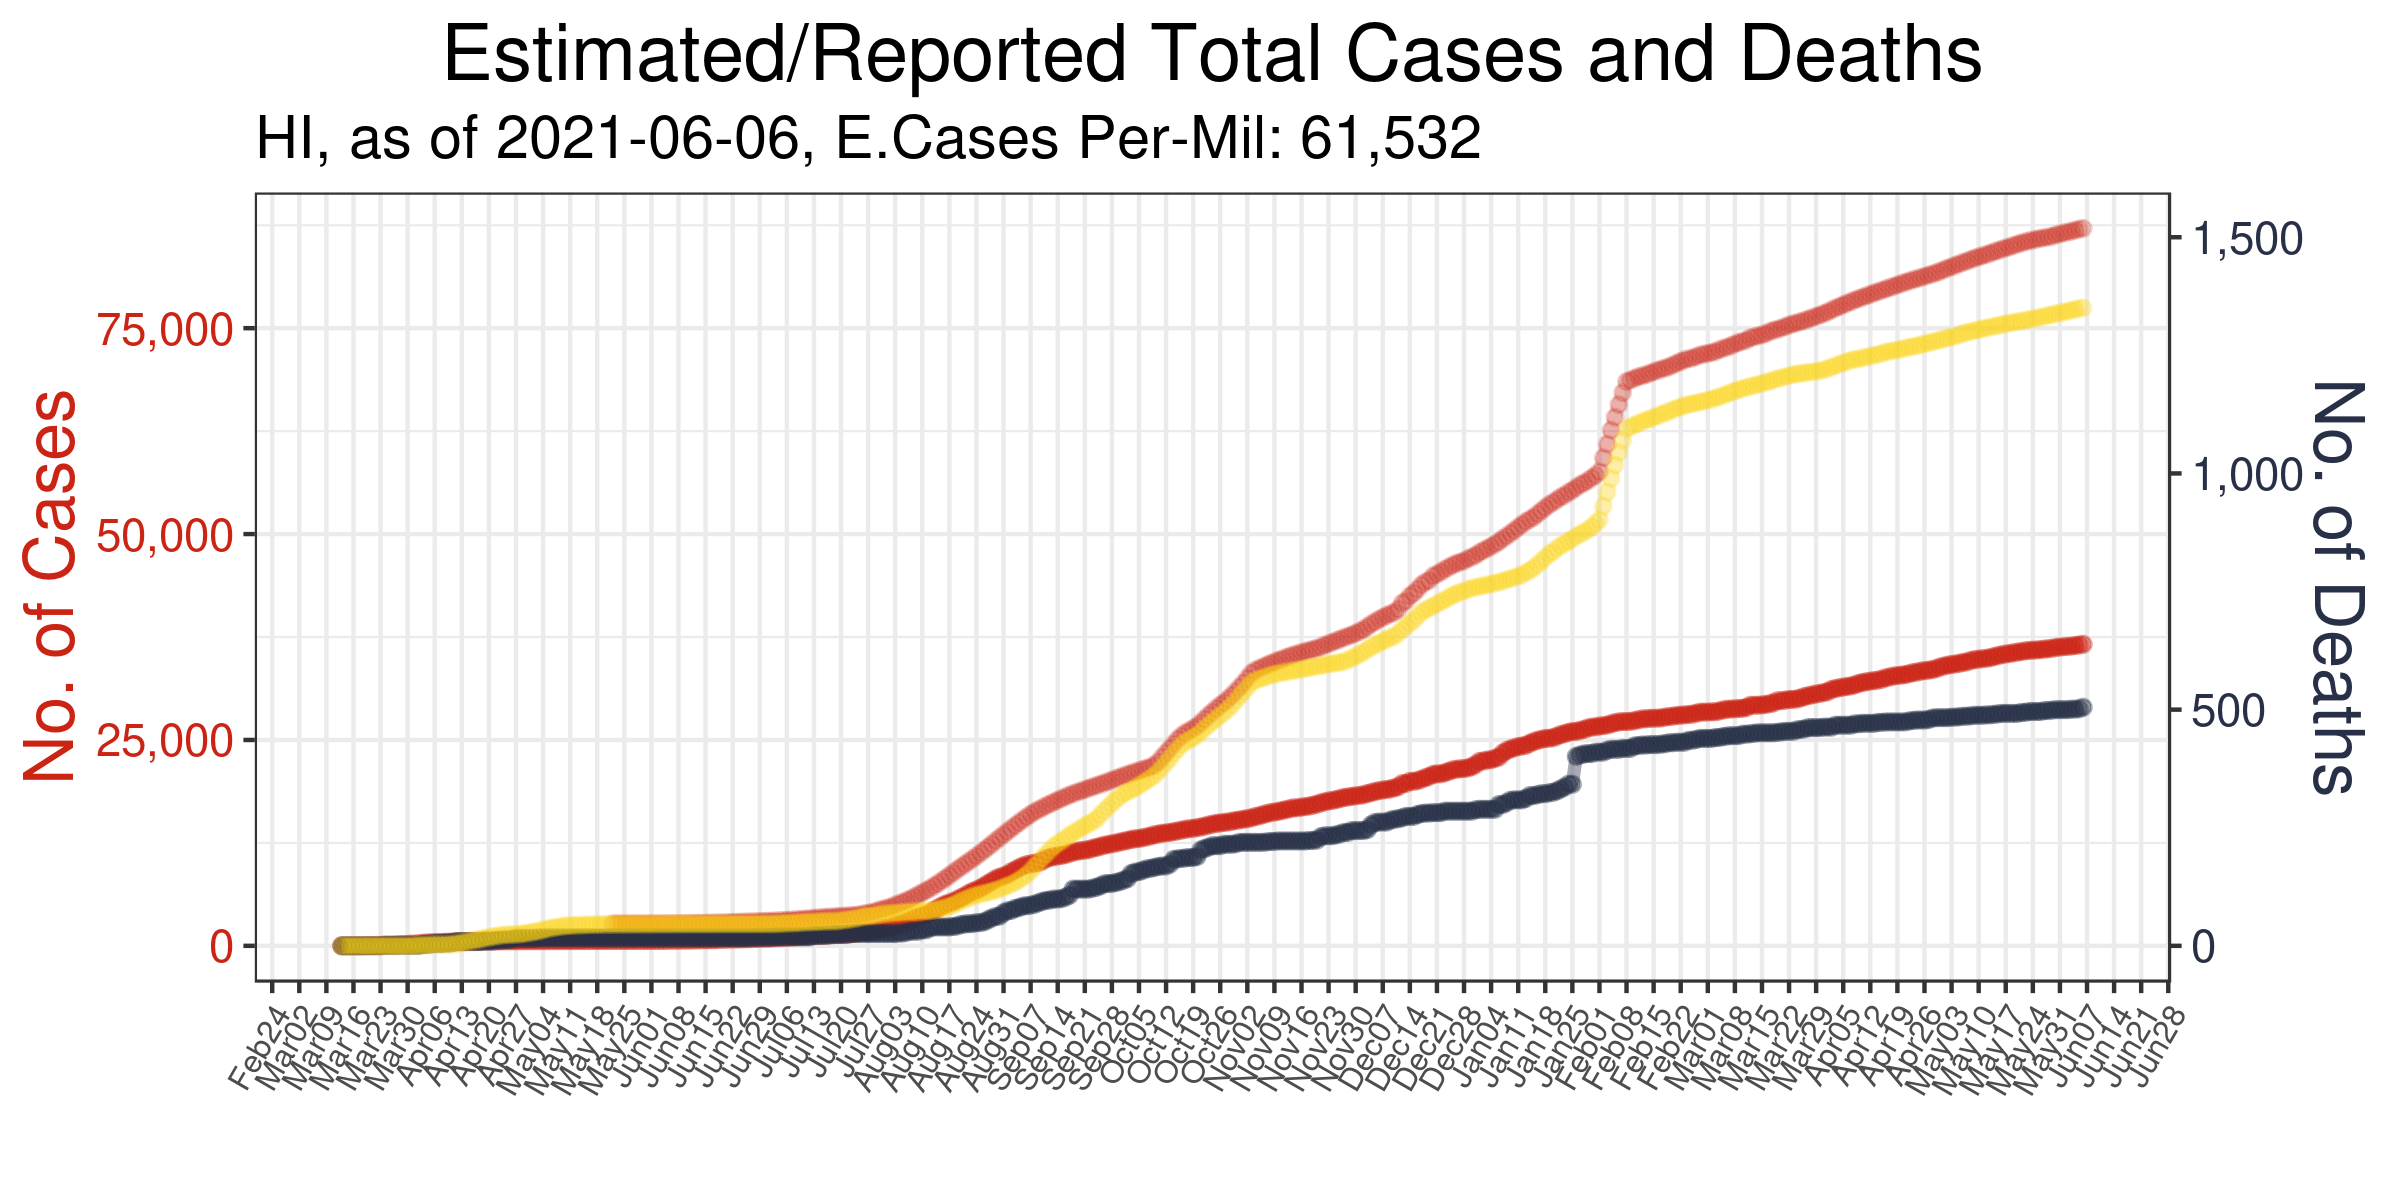 Estimated/Reported Total Cases and Deaths
HI, as of 2021-06-06, E.Cases Per-Mil: 61,532
No. of Cases
75,000
50,000
25,000
0
1,500
1,000
500
0
No. of Deaths
Feb24
Mar02
Mar09
Mar16
Mar23
Mar30
Apr06
Apr13
Apr20
Apr27
May04
May11
May18
May25
Jun01
Jun08
Jun15
Jun22
Jun29
Jul06
Jul13
Jul20
Jul27
Aug03
Aug10
Aug17
Aug24
Aug31
Sep07
Sep14
Sep21
Sep28
Oct05
Oct12
Oct19
Oct26
Nov02
Nov09
Nov16
Nov23
Nov30
Dec07
Dec14
Dec21
Dec28
Jan04
Jan11
Jan18
Jan25
Feb01
Feb08
Feb15
Feb22
Mar01
Mar08
Mar15
Mar22
Mar29
Apr05
Apr12
Apr19
Apr26
May03
May10
May17
May24
May31
Jun07
Jun14
Jun21
Jun28